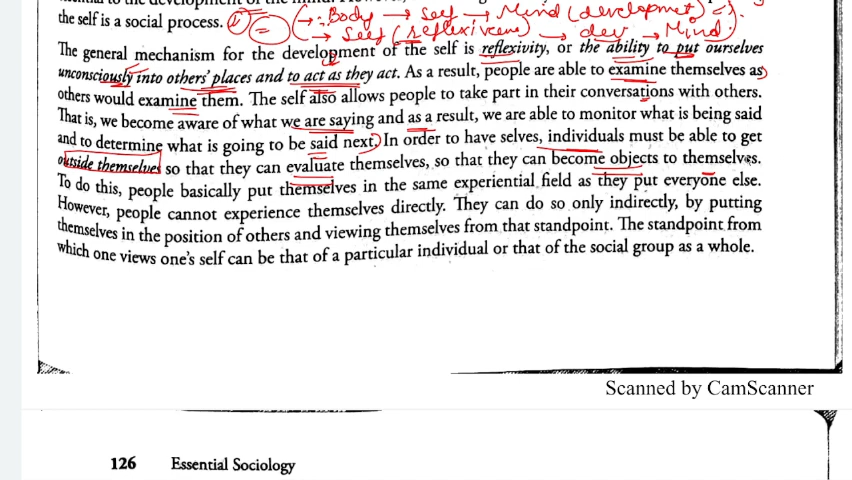 the self is a social process. (→ Body → self → Mind (development)
→ self (reflexiveness) → dev → Mind.
The general mechanism for the development of the self is reflexivity, or the ability to put ourselves
unconsciously into others' places and to act as they act. As a result, people are able to examine themselves as
others would examine them. The self also allows people to take part in their conversations with others.
That is, we become aware of what we are saying and as a result, we are able to monitor what is being said
and to determine what is going to be said next. In order to have selves, individuals must be able to get
outside themselves so that they can evaluate themselves, so that they can become objects to themselves.
To do this, people basically put themselves in the same experiential field as they put everyone else.
However, people cannot experience themselves directly. They can do so only indirectly, by putting
themselves in the position of others and viewing themselves from that standpoint. The standpoint from
which one views one's self can be that of a particular individual or that of the social group as a whole.
Scanned by CamScanner
126 Essential Sociology